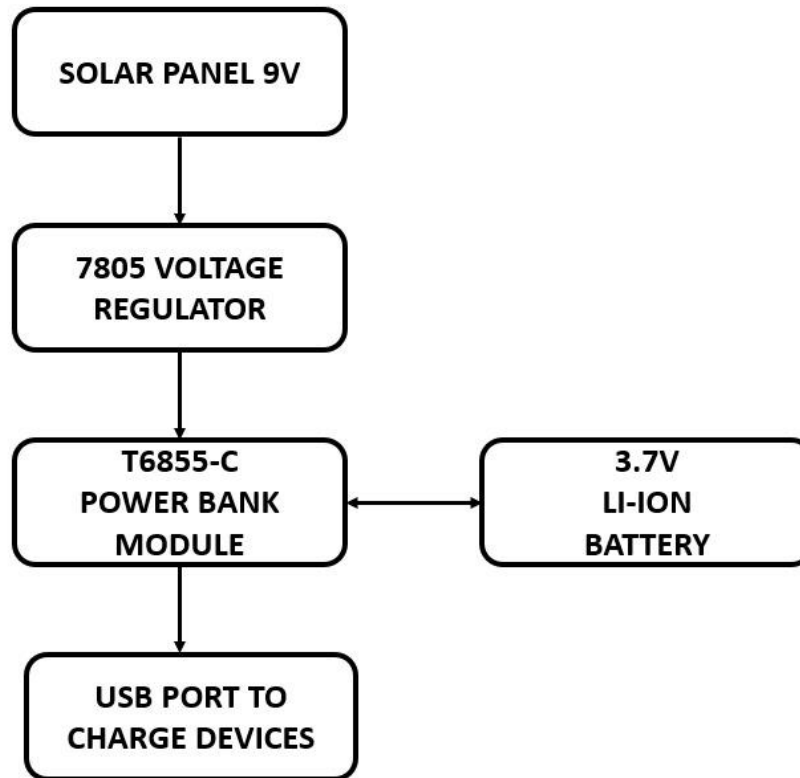 SOLAR PANEL 9V
7805 VOLTAGE
REGULATOR
T6855-C
POWER BANK
MODULE
3.7V
LI-ION
BATTERY
USB PORT TO
CHARGE DEVICES